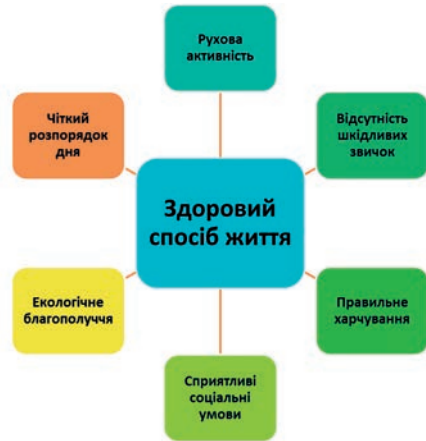 Рухова
активність
Чіткий
розпорядок
дня
Відсутність
шкідливих
звичок
Здоровий
спосіб життя
Екологічне
благополуччя
Правильне
харчування
Сприятливі
соціальні
умови